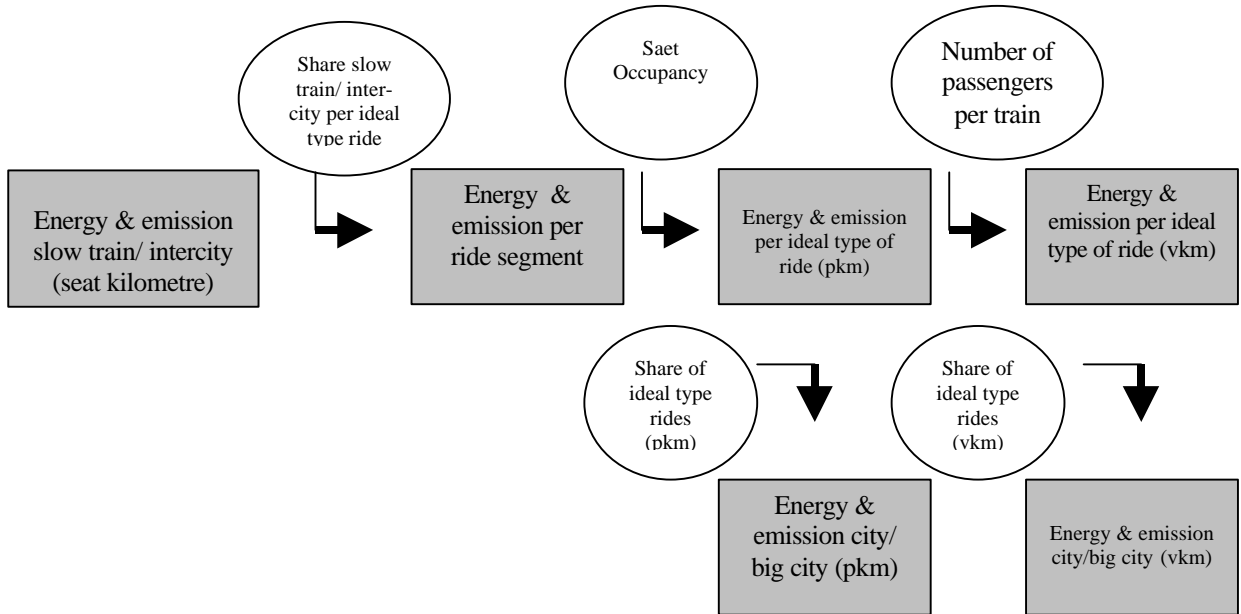 Share slow
train/ inter-
city per ideal
type ride
Saet
Occupancy
Number of
passengers
per train
Energy & emission
slow train/ intercity
(seat kilometre)
Energy &
emission per
ride segment
Energy & emission
per ideal type of
ride (pkm)
Energy &
emission per ideal
type of ride (vkm)
Share of
ideal type
rides
(pkm)
Share of
ideal type
rides
(vkm)
Energy &
emission city/
big city (pkm)
Energy & emission
city/big city (vkm)